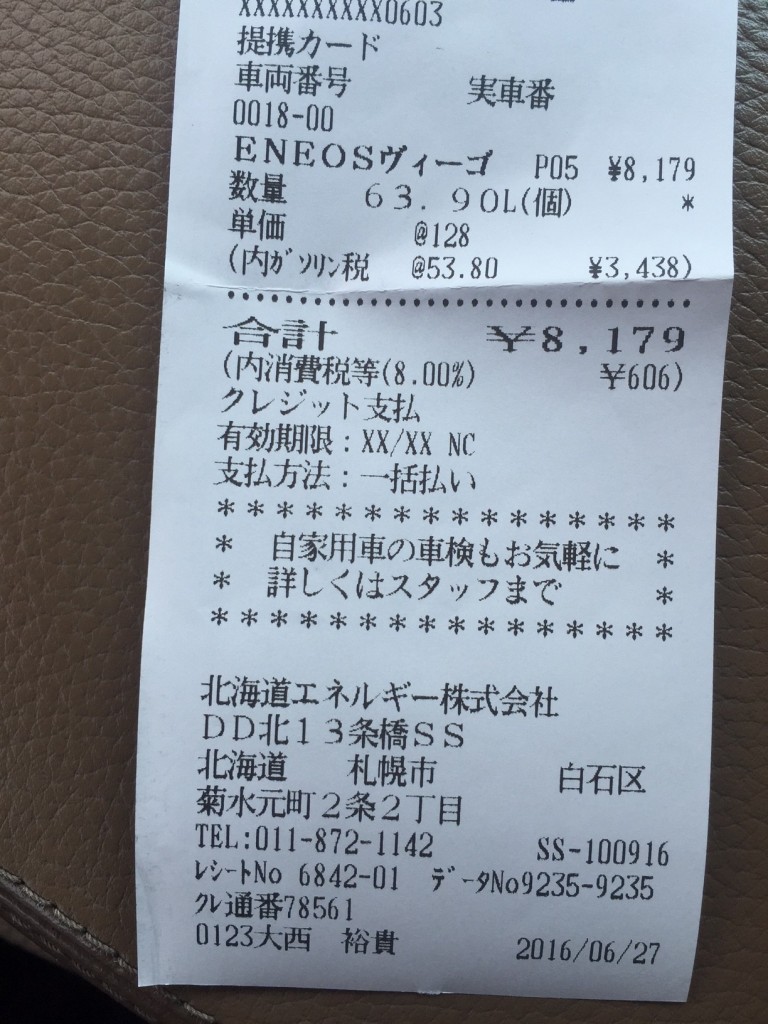 XXXXXXXXXX0603
提携カード
車両番号 実車番
0018-00
ENEOSヴィーゴ P05 ¥8,179
数量 63.90L(個) *
単価 @128
(内ガソリン税 @53.80 ¥3,438)
合計 ¥8,179
(内消費税等(8.00%) ¥606)
クレジット支払
有効期限:XX/XX NC
支払方法:一括払い
* * * * * * * * * * * * * * * *
* 自家用車の車検もお気軽に *
* 詳しくはスタッフまで *
* * * * * * * * * * * * * * * *
北海道エネルギー株式会社
DD北13条橋SS
北海道 札幌市 白石区
菊水元町2条2丁目
TEL:011-872-1142 SS-100916
レシートNo 6842-01 データNo9235-9235
クレ通番78561
0123大西 裕貴 2016/06/27